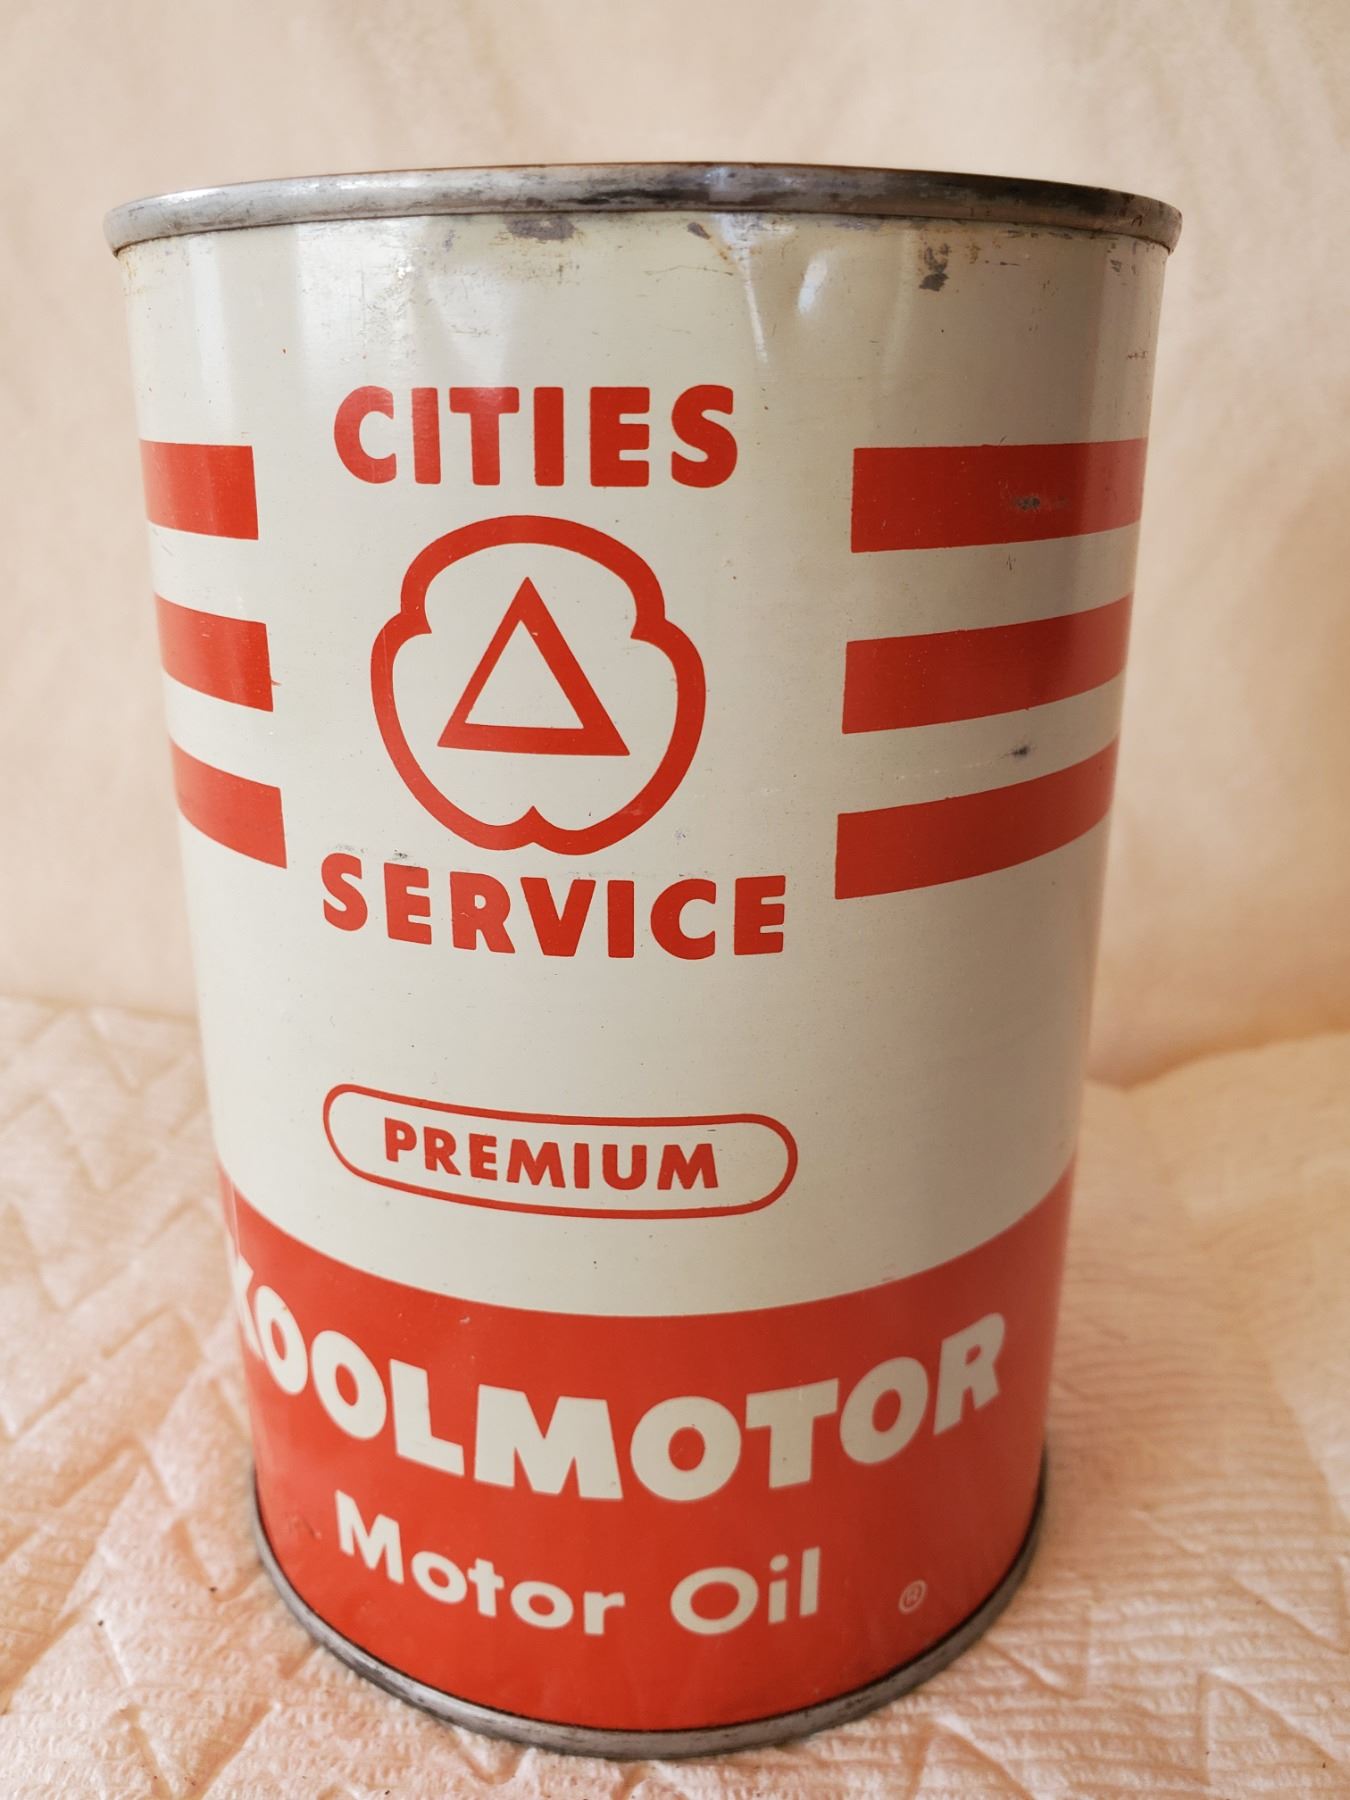 CITIES
SERVICE
PREMIUM
KOOLMOTOR
Motor Oil
®